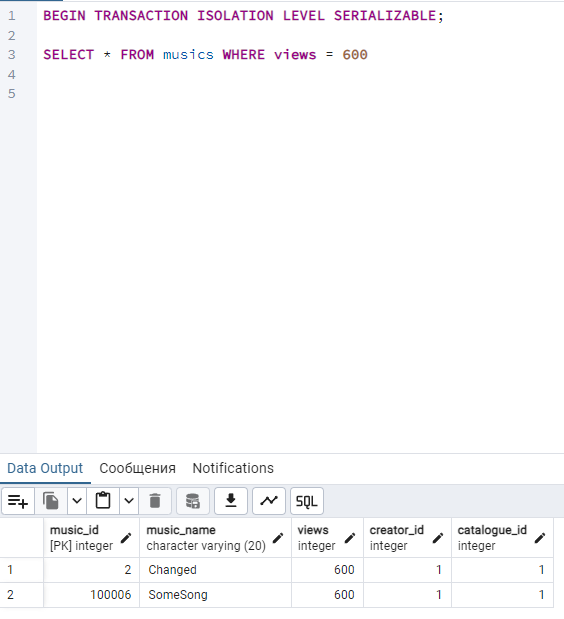 1 BEGIN TRANSACTION ISOLATION LEVEL SERIALIZABLE;
2
3 SELECT * FROM musics WHERE views = 600
4
5
Data Output Сообщения Notifications
SQL
music_id music_name views creator_id catalogue_id
[PK] integer character varying (20) integer integer integer
1 2 Changed 600 1 1
2 100006 SomeSong 600 1 1